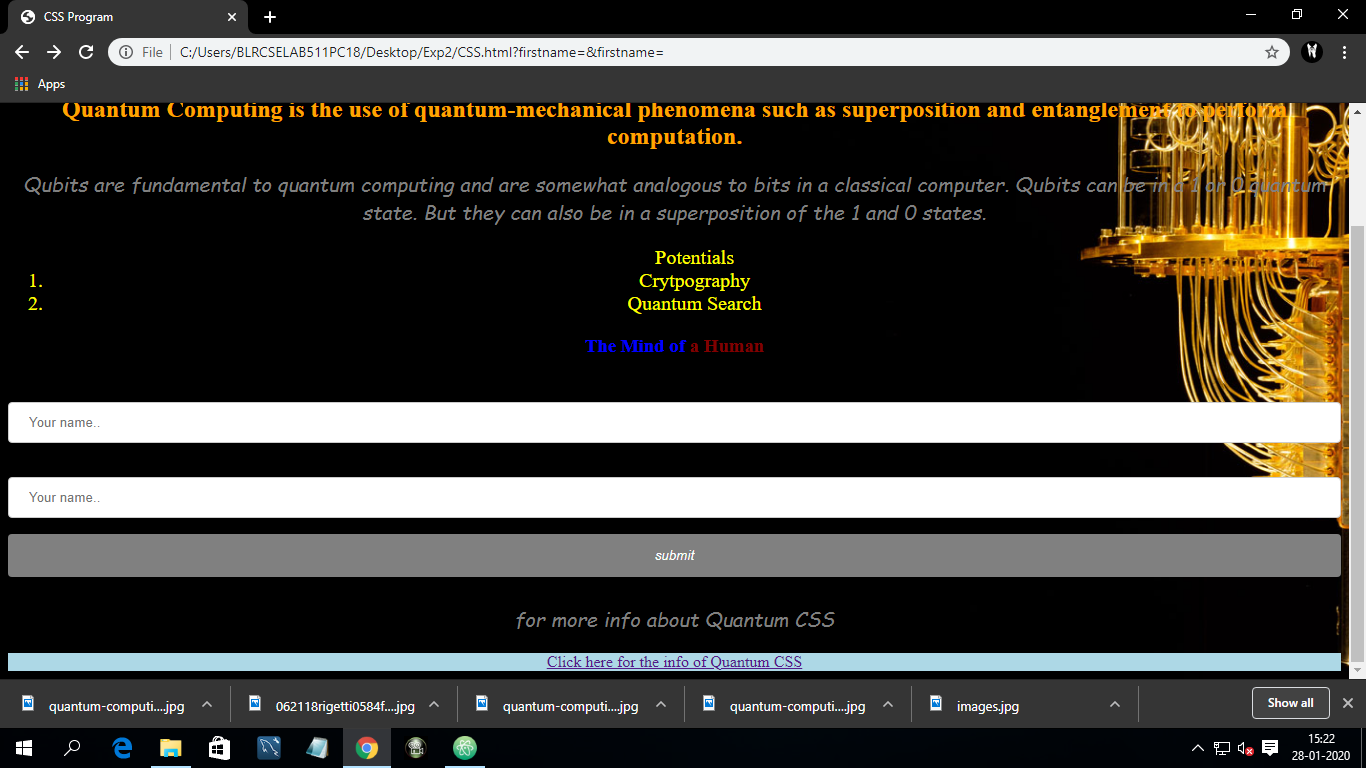 CSS Program
File
C:/Users/BLRCSELAB511PC18/Desktop/Exp2/CSS.html?firstname=&firstname=
Apps
Quantum Computing is the use of quantum-mechanical phenomena such as superposition and entanglement to perform
computation.
Qubits are fundamental to quantum computing and are somewhat analogous to bits in a classical computer. Qubits can be in a 1 or 0 quantum
state. But they can also be in a superposition of the 1 and 0 states.
Potentials
1. Crytpography
2. Quantum Search
The Mind of a Human
Your name..
Your name..
submit
for more info about Quantum CSS
Click here for the info of Quantum CSS
quantum-computi....jpg 062118rigetti0584f....jpg quantum-computi....jpg quantum-computi....jpg images.jpg Show all
15:22
28-01-2020